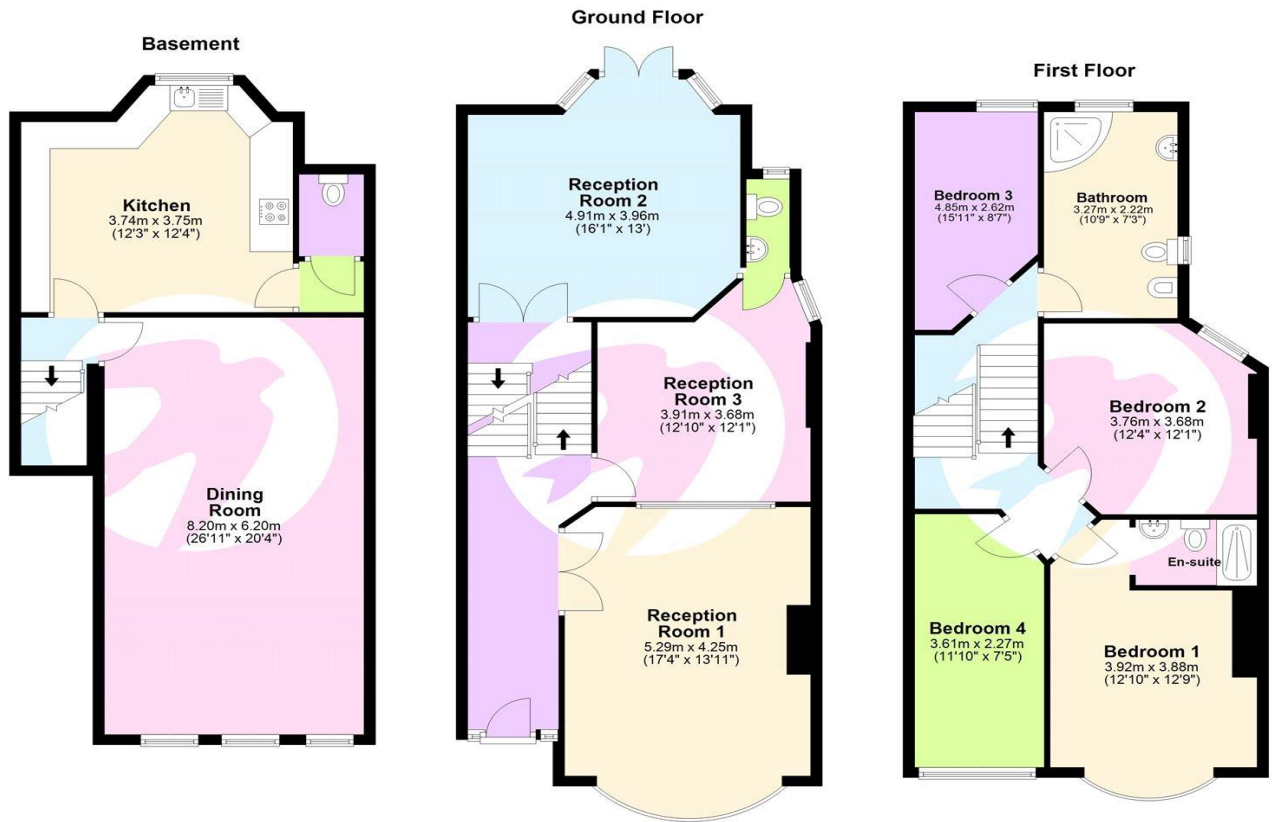 Basement
Kitchen
3.74m x 3.75m
(12'3" x 12'4")
Dining
Room
8.20m x 6.20m
(26'11" x 20'4")
Ground Floor
Reception
Room 2
4.91m x 3.96m
(16'1" x 13')
Reception
Room 3
3.91m x 3.68m
(12'10" x 12'1")
Reception
Room 1
5.29m x 4.25m
(17'4" x 13'11")
First Floor
Bedroom 3
4.85m x 2.62m
(15'11" x 8'7")
Bathroom
3.27m x 2.22m
(10'9" x 7'3")
Bedroom 2
3.76m x 3.68m
(12'4" x 12'1")
En-suite
Bedroom 4
3.61m x 2.27m
(11'10" x 7'5")
Bedroom 1
3.92m x 3.88m
(12'10" x 12'9")